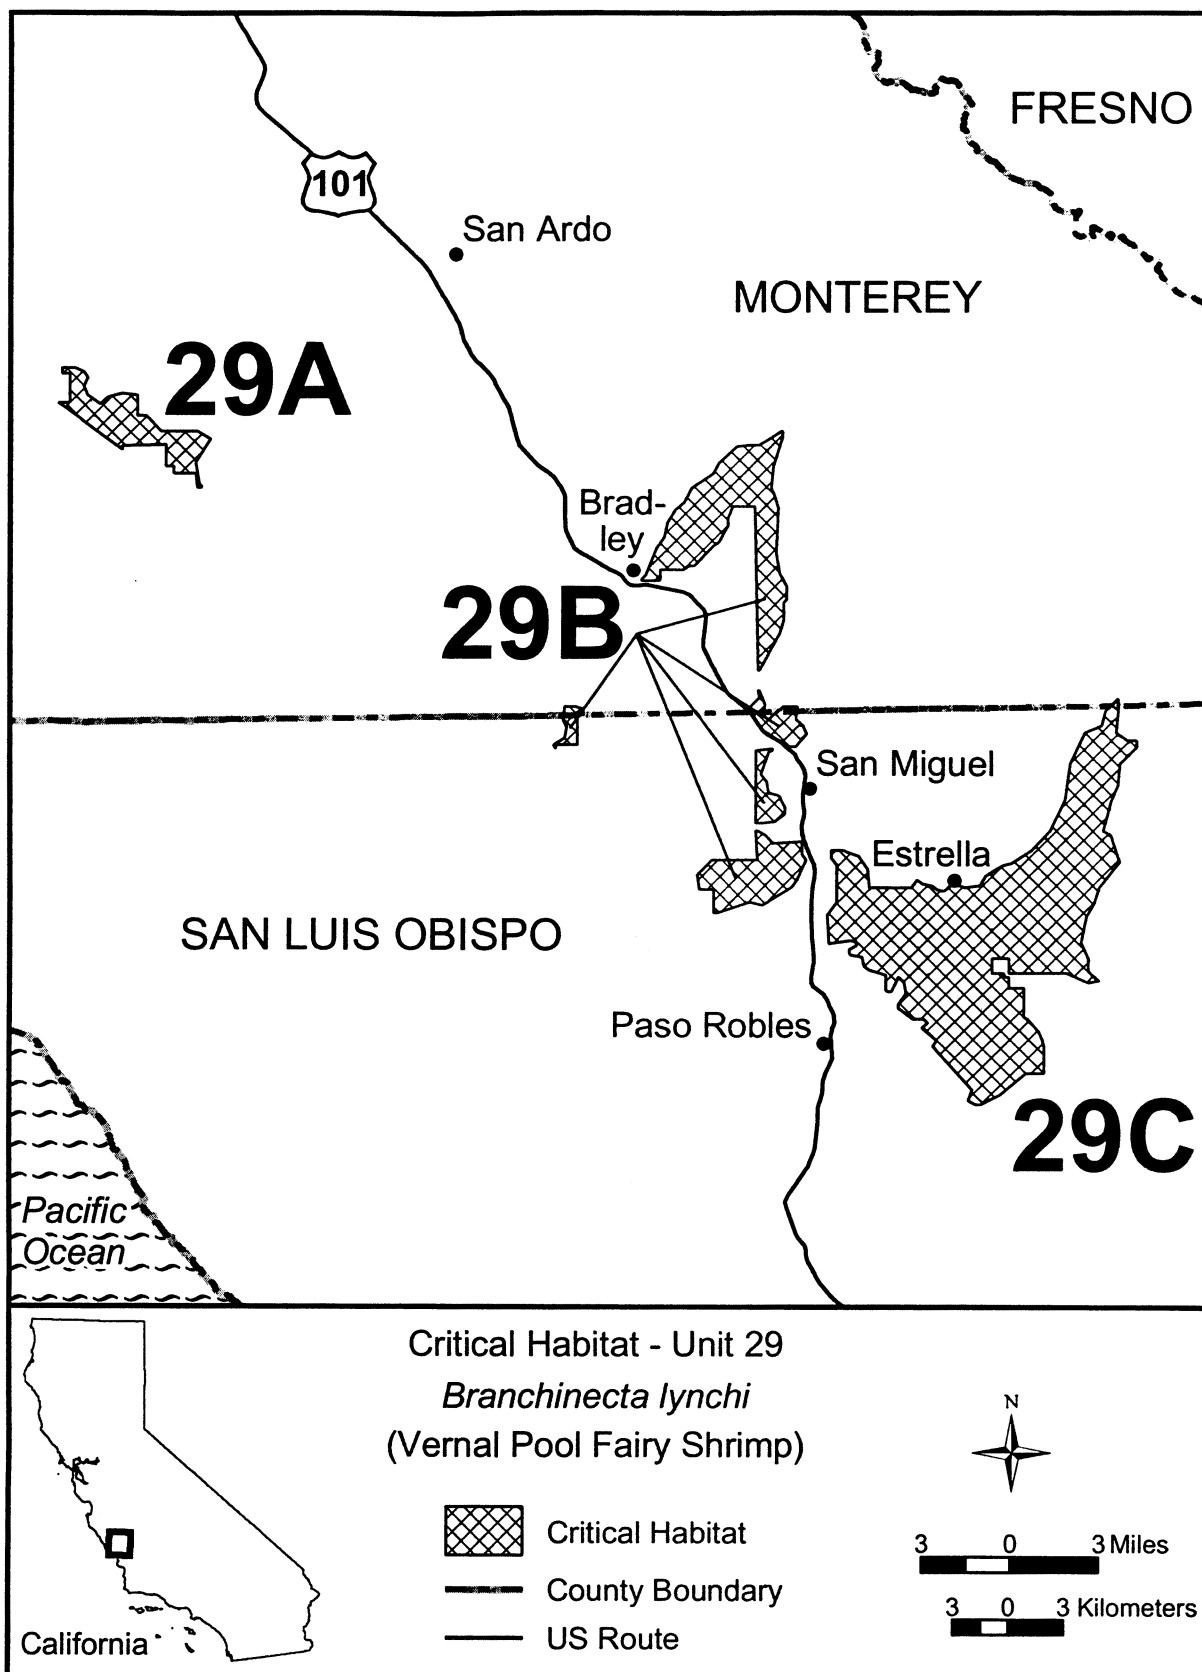 FRESNO
101
San Ardo
MONTEREY
29A
Brad-
ley
29B
San Miguel
Estrella
SAN LUIS OBISPO
Paso Robles
29C
Pacific
Ocean
Critical Habitat - Unit 29
Branchinecta lynchi
(Vernal Pool Fairy Shrimp)
N
Critical Habitat
County Boundary
US Route
3 0 3 Miles
3 0 3 Kilometers
California